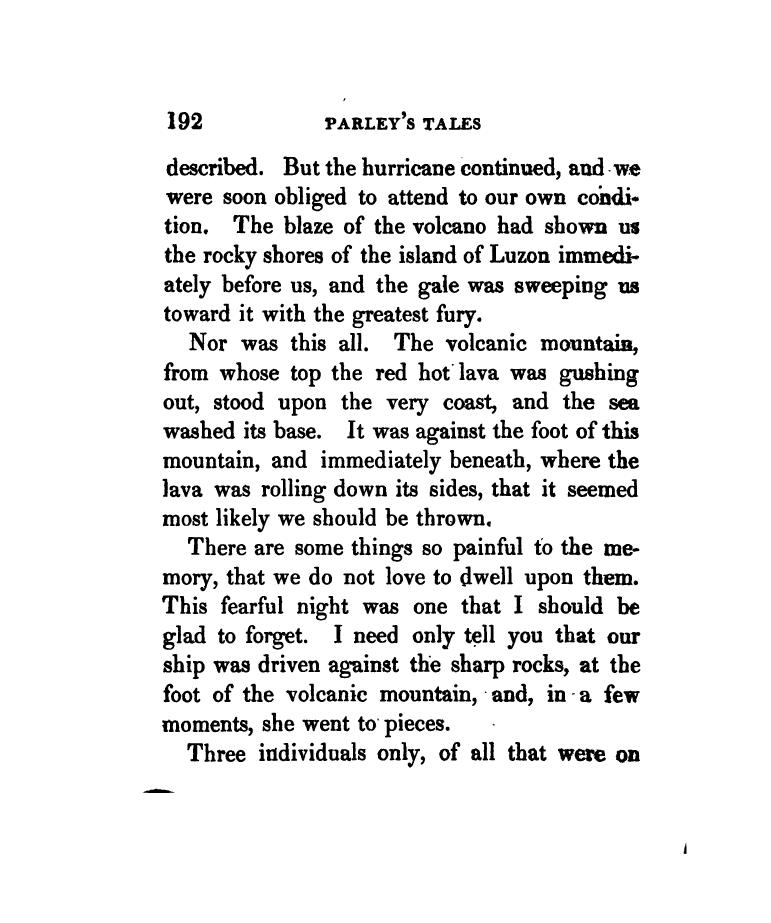 192 PARLEY'S TALES
described. But the hurricane continued, and we
were soon obliged to attend to our own condi-
tion. The blaze of the volcano had shown us
the rocky shores of the island of Luzon immedi-
ately before us, and the gale was sweeping us
toward it with the greatest fury.
Nor was this all. The volcanic mountain,
from whose top the red hot lava was gushing
out, stood upon the very coast, and the sea
washed its base. It was against the foot of this
mountain, and immediately beneath, where the
lava was rolling down its sides, that it seemed
most likely we should be thrown.
There are some things so painful to the me-
mory, that we do not love to dwell upon them.
This fearful night was one that I should be
glad to forget. I need only tell you that our
ship was driven against the sharp rocks, at the
foot of the volcanic mountain, and, in a few
moments, she went to pieces.
Three individuals only, of all that were on